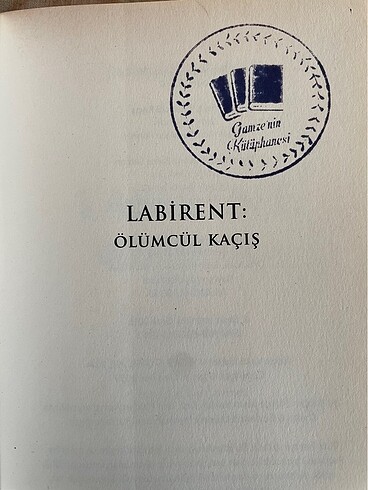 Gamze'nin
Kütüphanesi
LABİRENT:
ÖLÜMCÜL KAÇIŞ